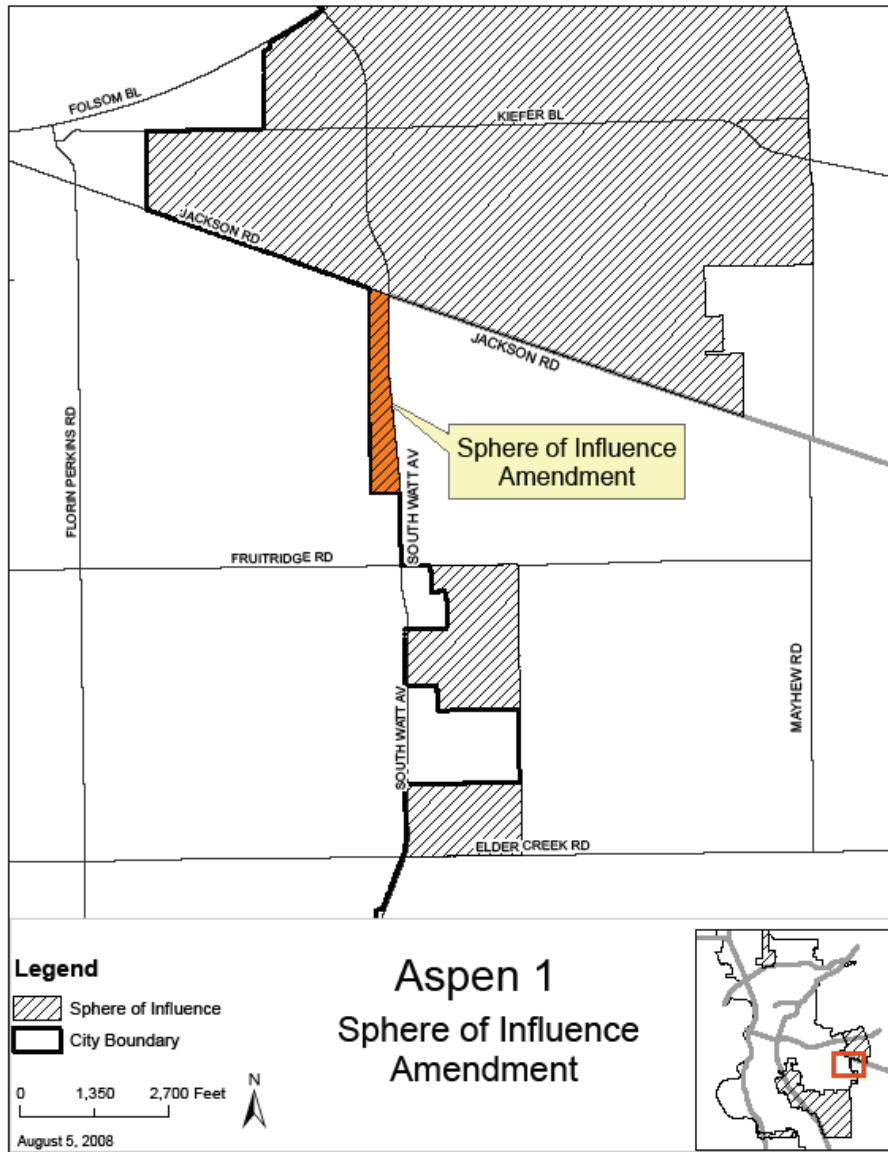 FOLSOM BL
KIEFER BL
JACKSON RD
JACKSON RD
Sphere of Influence
Amendment
FLORIN PERKINS RD
SOUTH WATT AV
FRUITRIDGE RD
MAYHEW RD
SOUTH WATT AV
ELDER CREEK RD
Legend
Sphere of Influence
City Boundary
0 1,350 2,700 Feet
N
August 5, 2008
Aspen 1
Sphere of Influence
Amendment